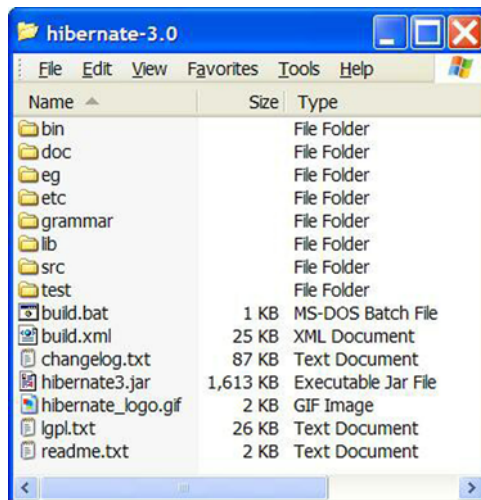 hibernate-3.0
File Edit View Favorites Tools Help
Name Size Type
bin File Folder
doc File Folder
eg File Folder
etc File Folder
grammar File Folder
lib File Folder
src File Folder
test File Folder
build.bat 1 KB MS-DOS Batch File
build.xml 25 KB XML Document
changelog.txt 87 KB Text Document
hibernate3.jar 1,613 KB Executable Jar File
hibernate_logo.gif 2 KB GIF Image
lgpl.txt 26 KB Text Document
readme.txt 2 KB Text Document